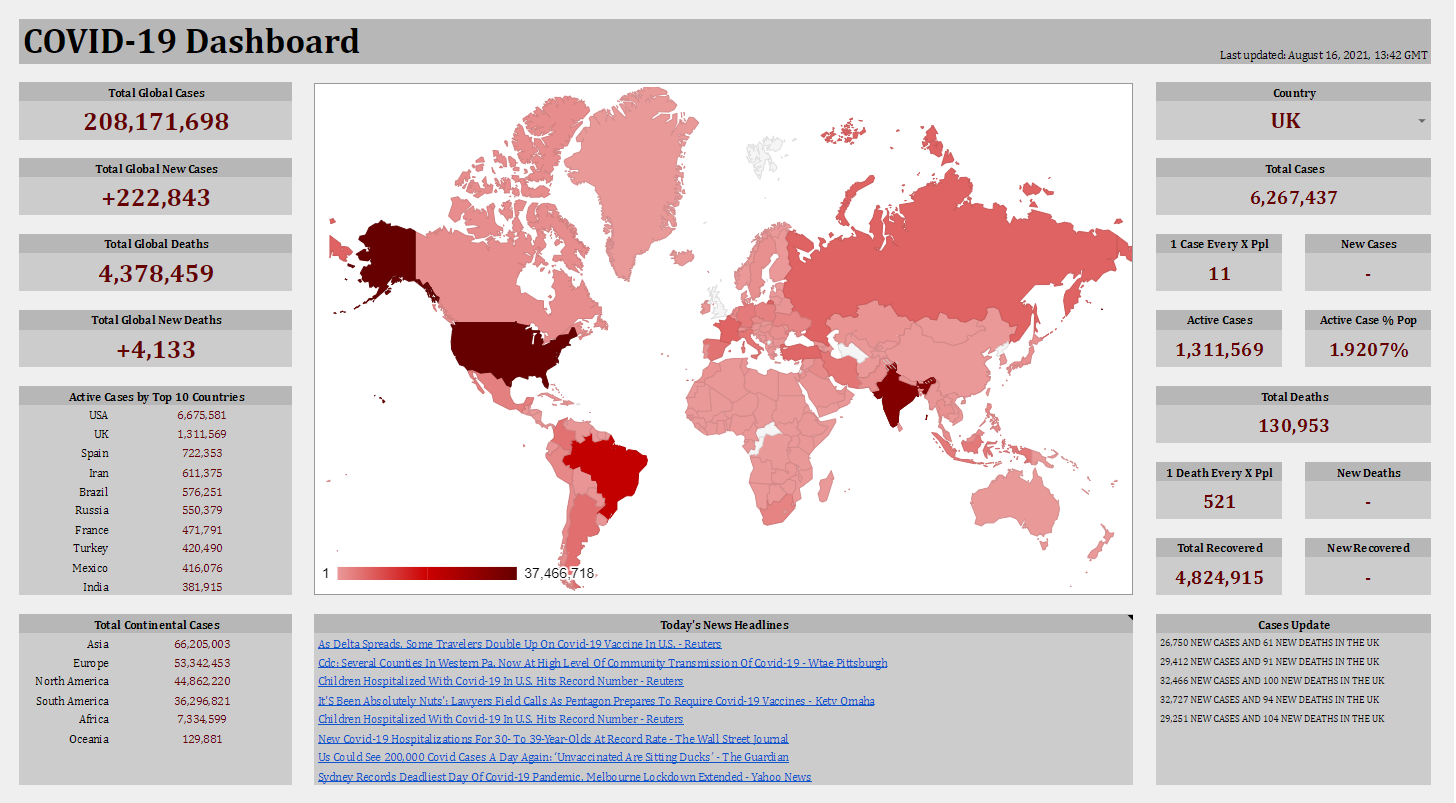 COVID-19 Dashboard
Last updated: August 16, 2021, 13:42 GMT
Total Global Cases
208,171,698
Total Global New Cases
+222,843
Total Global Deaths
4,378,459
Total Global New Deaths
+4,133
Active Cases by Top 10 Countries
USA 6,675,581
UK 1,311,569
Spain 722,353
Iran 611,375
Brazil 576,251
Russia 550,379
France 471,791
Turkey 420,490
Mexico 416,076
India 381,915
Total Continental Cases
Asia 66,205,003
Europe 53,342,453
North America 44,862,220
South America 36,296,821
Africa 7,334,599
Oceania 129,881
1 37,466,718
Today's News Headlines
As Delta Spreads, Some Travelers Double Up On Covid-19 Vaccine In U.S. - Reuters
Cdc: Several Counties In Western Pa. Now At High Level Of Community Transmission Of Covid-19 - Wtae Pittsburgh
Children Hospitalized With Covid-19 In U.S. Hits Record Number - Reuters
It'S Been Absolutely Nuts': Lawyers Field Calls As Pentagon Prepares To Require Covid-19 Vaccines - Ketv Omaha
Children Hospitalized With Covid-19 In U.S. Hits Record Number - Reuters
New Covid-19 Hospitalizations For 30- To 39-Year-Olds At Record Rate - The Wall Street Journal
Us Could See 200,000 Covid Cases A Day Again: 'Unvaccinated Are Sitting Ducks' - The Guardian
Sydney Records Deadliest Day Of Covid-19 Pandemic, Melbourne Lockdown Extended - Yahoo News
Country
UK
Total Cases
6,267,437
1 Case Every X Ppl New Cases
11 -
Active Cases Active Case % Pop
1,311,569 1.9207%
Total Deaths
130,953
1 Death Every X Ppl New Deaths
521 -
Total Recovered New Recovered
4,824,915 -
Cases Update
26,750 NEW CASES AND 61 NEW DEATHS IN THE UK
29,412 NEW CASES AND 91 NEW DEATHS IN THE UK
32,466 NEW CASES AND 100 NEW DEATHS IN THE UK
32,727 NEW CASES AND 94 NEW DEATHS IN THE UK
29,251 NEW CASES AND 104 NEW DEATHS IN THE UK